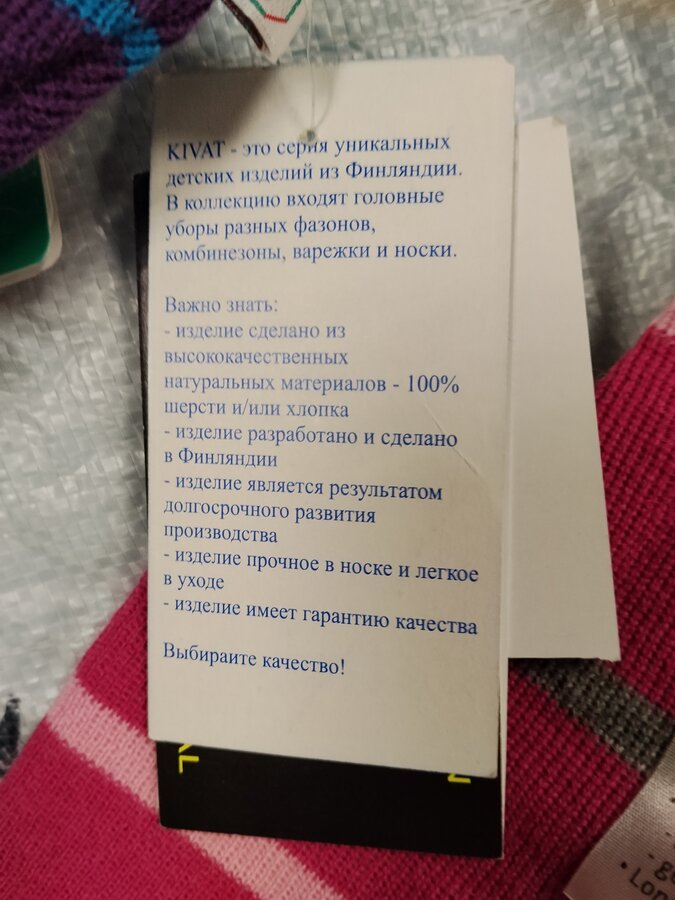 KIVAT - это серия уникальных
детских изделий из Финляндии.
В коллекцию входят головные
уборы разных фазонов,
комбинезоны, варежки и носки.
Важно знать:
- изделие сделано из
высококачественных
натуральных материалов - 100%
шерсти и/или хлопка
- изделие разработано и сделано
в Финляндии
- изделие является результатом
долгосрочного развития
производства
- изделие прочное в носке и легкое
в уходе
- изделие имеет гарантию качества
Выбираите качество!